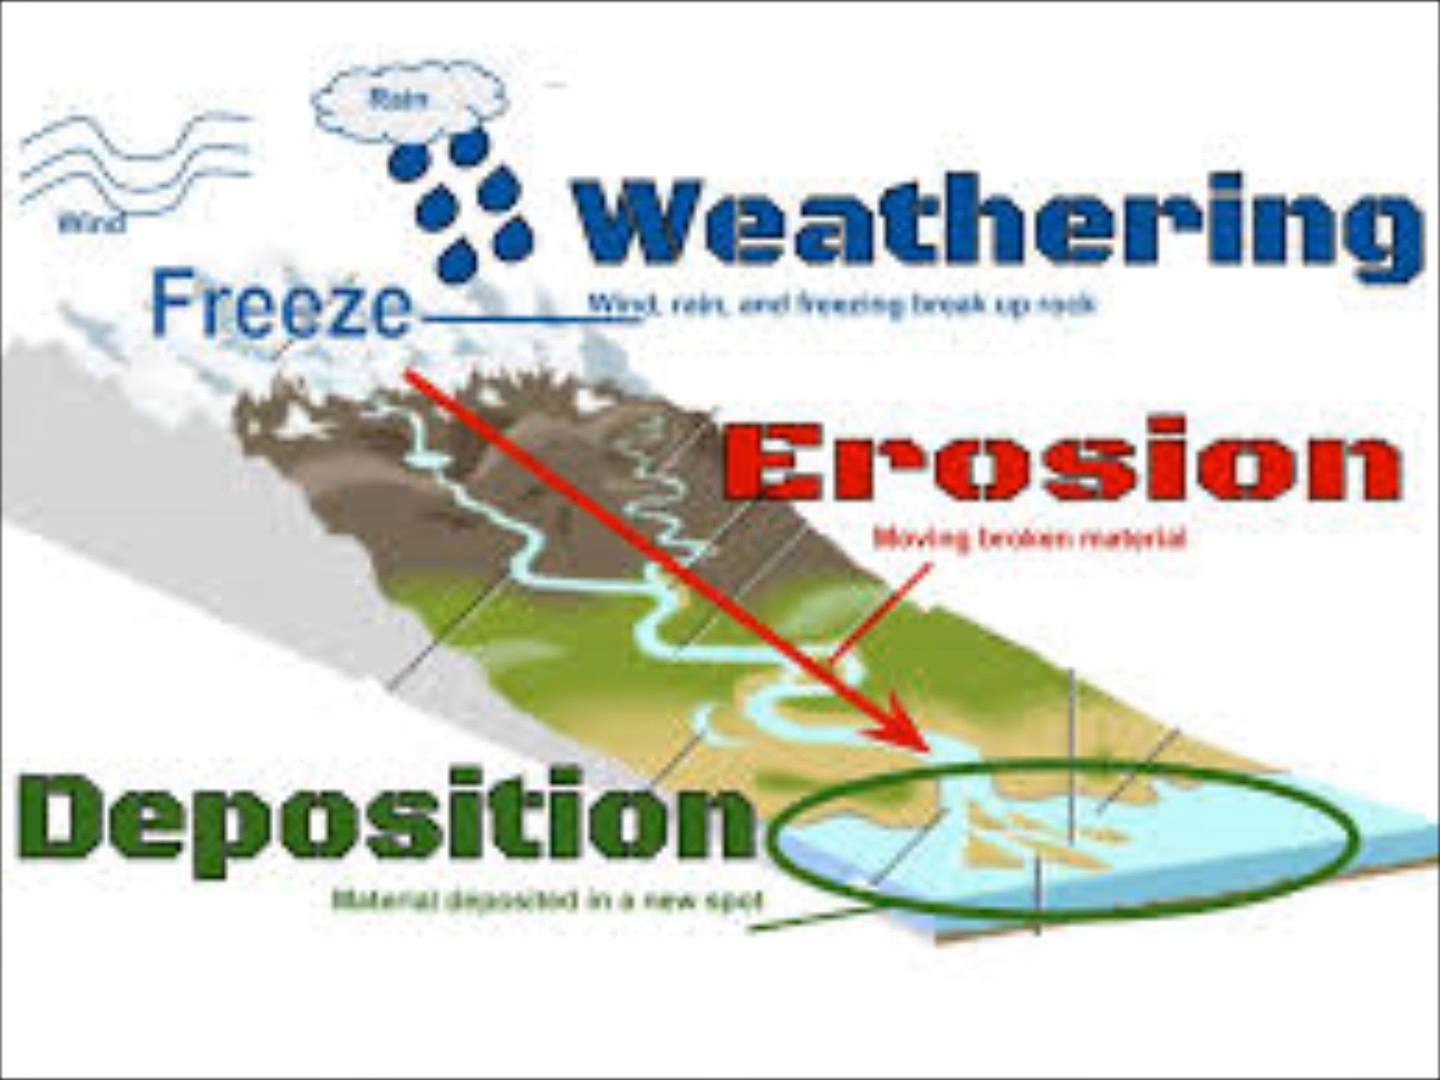 Rain
Wind
Weathering
Freeze
Wind, rain, and freezing break up rock
Erosion
Moving broken material
Deposition
Material deposited in a new spot